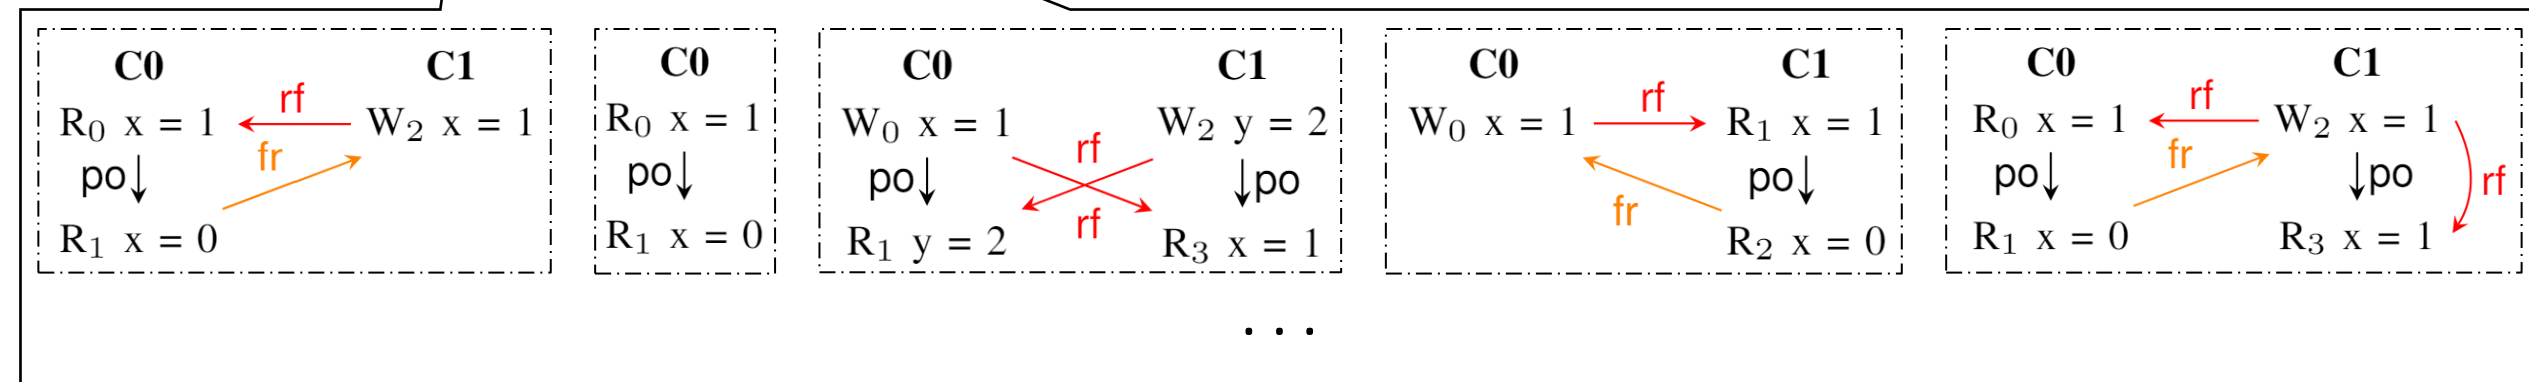 C0 C1
R₀ x = 1 rf W₂ x = 1
po fr
R₁ x = 0
C0
R₀ x = 1
po
R₁ x = 0
C0 C1
W₀ x = 1 rf W₂ y = 2
po po
R₁ y = 2 rf R₃ x = 1
C0 C1
W₀ x = 1 rf R₁ x = 1
po
fr
R₂ x = 0
C0 C1
R₀ x = 1 rf W₂ x = 1
po fr po rf
R₁ x = 0 R₃ x = 1
. . .